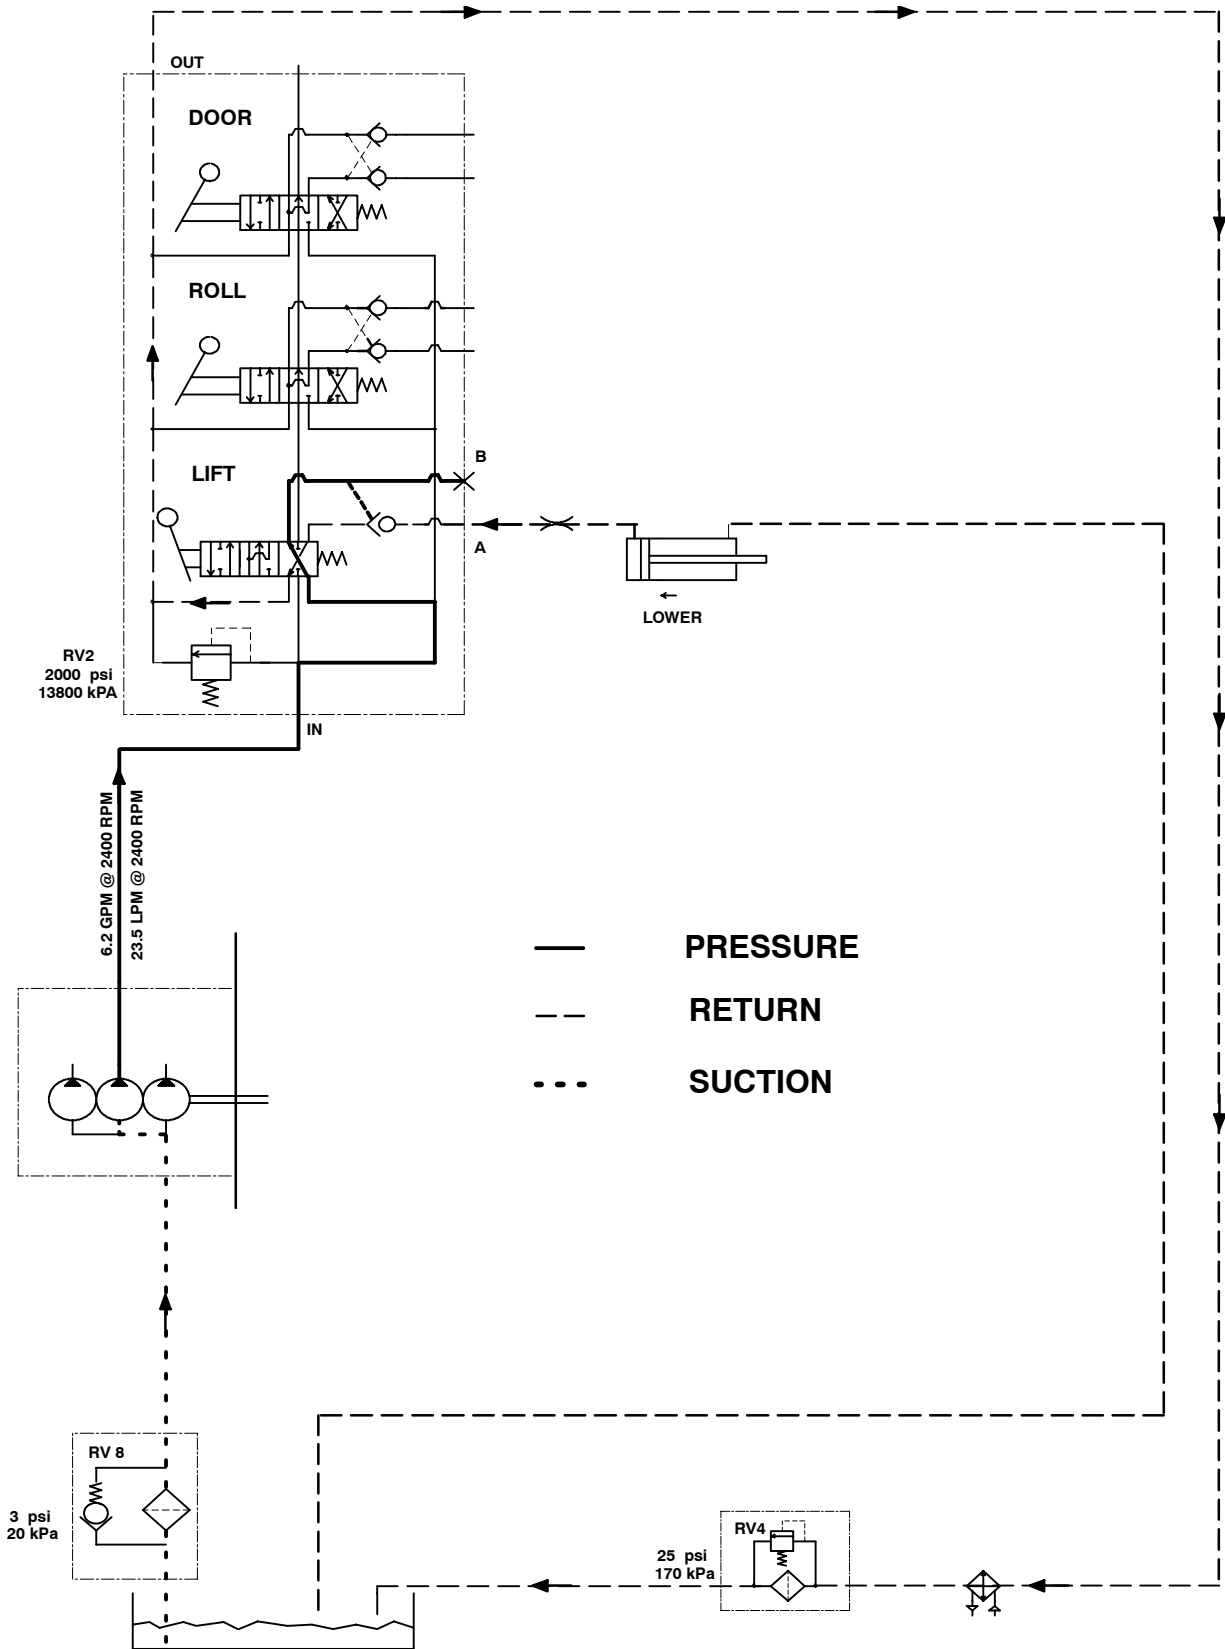 OUT
DOOR
ROLL
LIFT
B
A
LOWER
RV2
2000 psi
13800 kPA
IN
6.2 GPM @ 2400 RPM
23.5 LPM @ 2400 RPM
PRESSURE
RETURN
SUCTION
RV 8
3 psi
20 kPa
RV4
25 psi
170 kPa